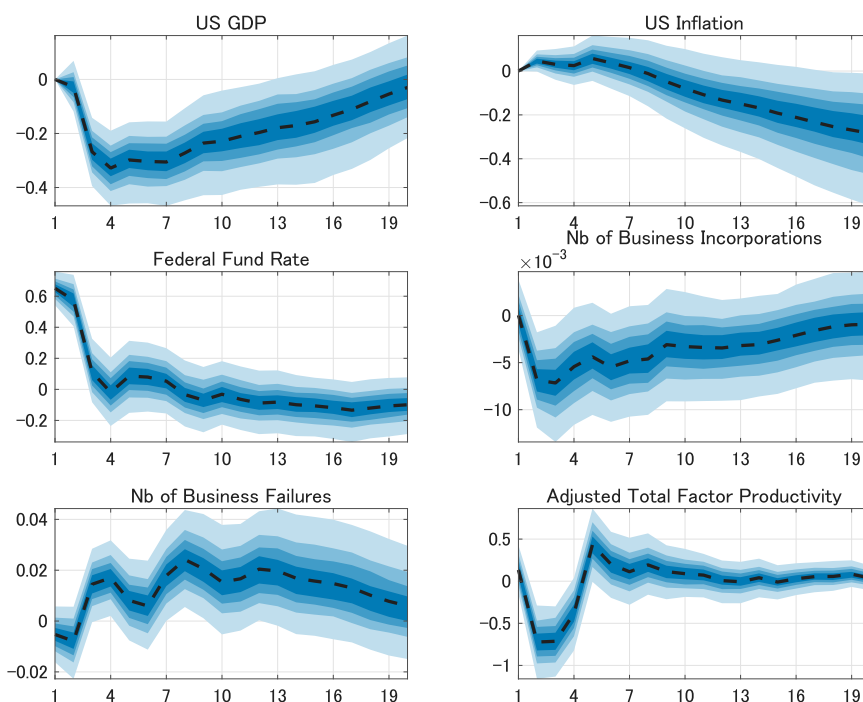 US GDP
0
−0.2
−0.4
1 4 7 10 13 16
US Inflation
0
−0.2
−0.4
−0.6
1 4 7 10 13 16 19
Federal Fund Rate
0.6
0.4
0.2
0
−0.2
1 4 7 10 13 16
Nb of Business Incorporations
×10⁻³
0
−5
−10
1 4 7 10 13 16 19
Nb of Business Failures
0.04
0.02
0
−0.02
1 4 7 10 13 16
Adjusted Total Factor Productivity
0.5
0
−0.5
−1
1 4 7 10 13 16 19